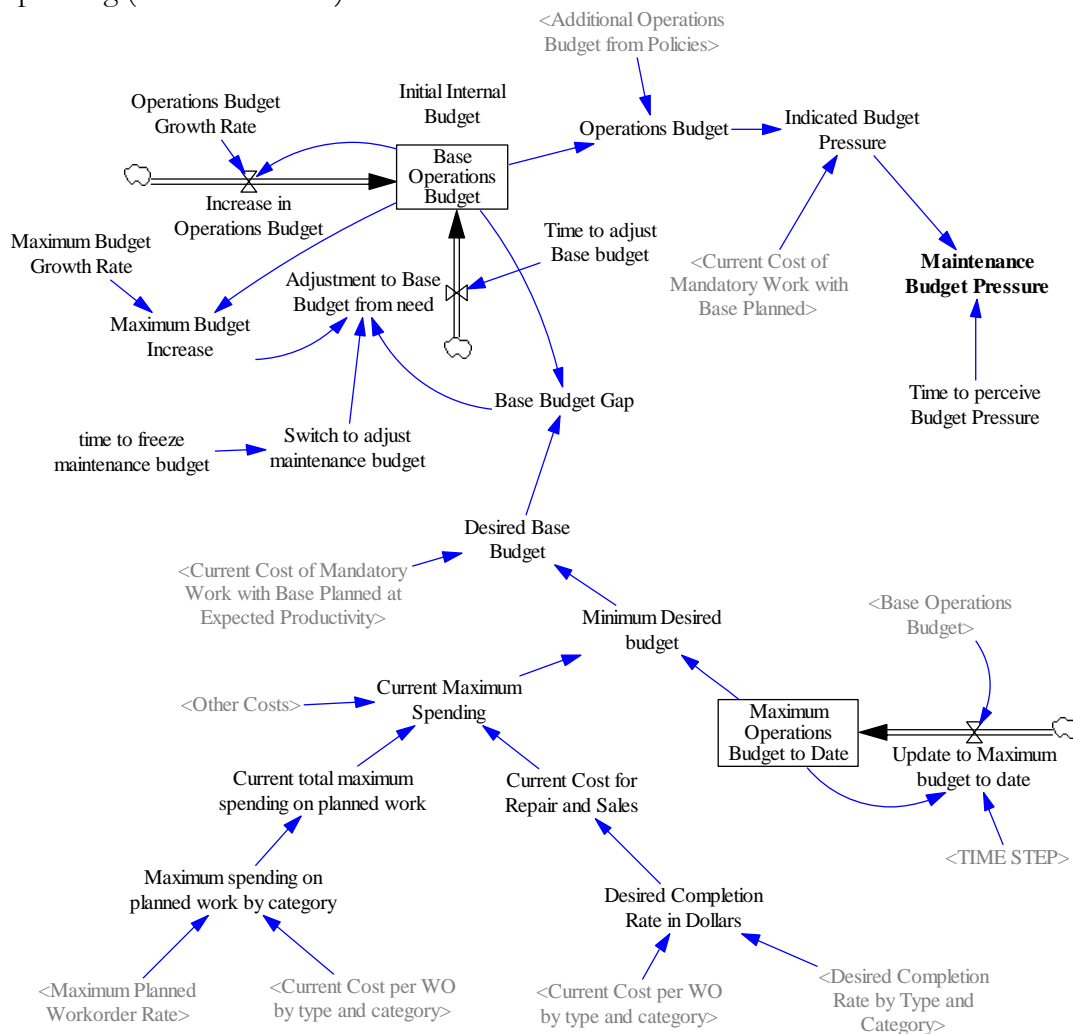 <Additional Operations
Budget from Policies>
Operations Budget
Growth Rate
Initial Internal
Budget
Operations Budget
Indicated Budget
Pressure
Base
Operations
Budget
Increase in
Operations Budget
Maximum Budget
Growth Rate
Time to adjust
Base budget
<Current Cost of
Mandatory Work with
Base Planned>
Maintenance
Budget Pressure
Adjustment to Base
Budget from need
Maximum Budget
Increase
Time to perceive
Budget Pressure
Base Budget Gap
time to freeze
maintenance budget
Switch to adjust
maintenance budget
Desired Base
Budget
<Current Cost of Mandatory
Work with Base Planned at
Expected Productivity>
Minimum Desired
budget
<Base Operations
Budget>
<Other Costs>
Current Maximum
Spending
Maximum
Operations
Budget to Date
Update to Maximum
budget to date
Current total maximum
spending on planned work
Current Cost for
Repair and Sales
<TIME STEP>
Maximum spending on
planned work by category
Desired Completion
Rate in Dollars
<Maximum Planned
Workorder Rate>
<Current Cost per WO
by type and category>
<Current Cost per WO
by type and category>
<Desired Completion
Rate by Type and
Category>